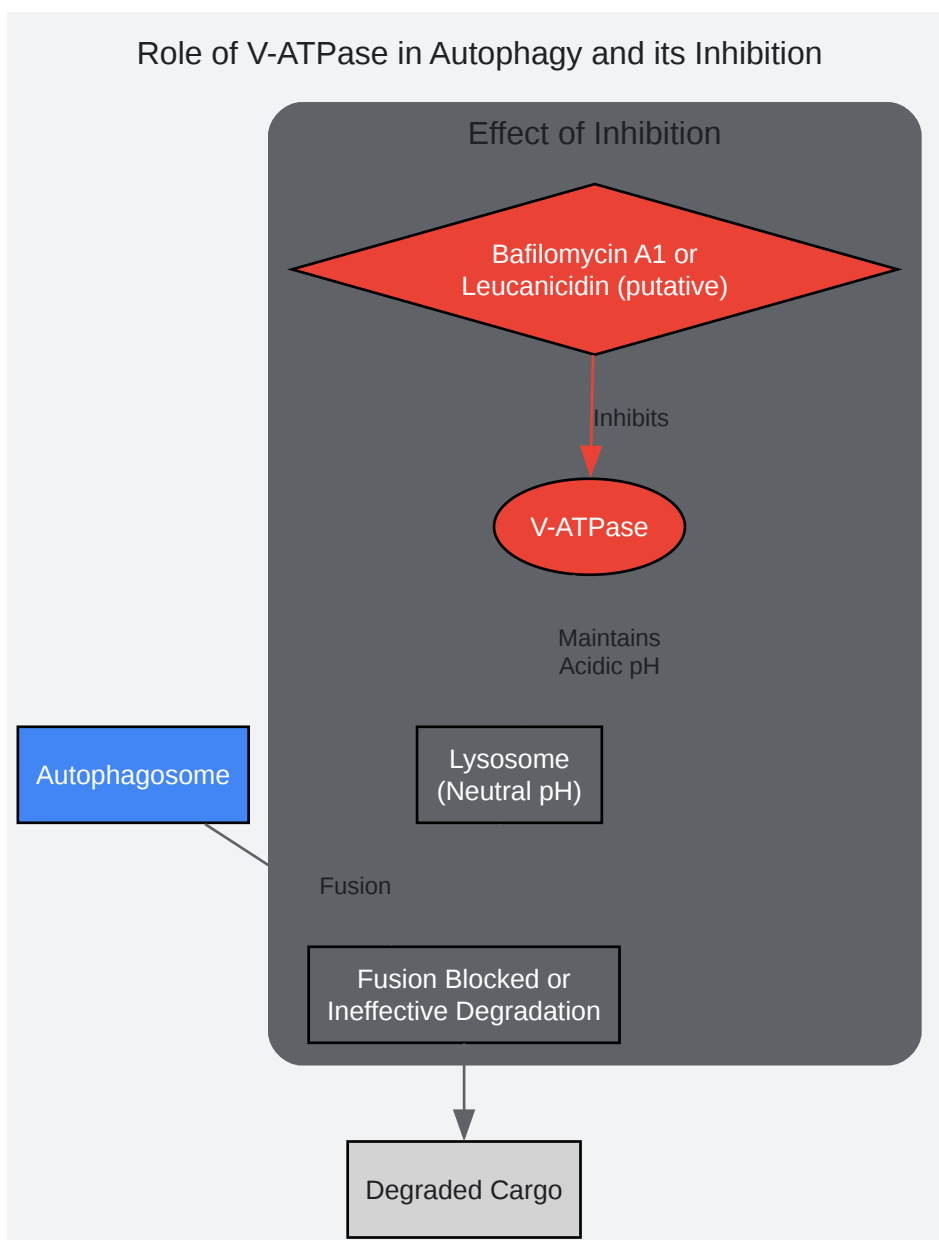 Role of V-ATPase in Autophagy and its Inhibition
Effect of Inhibition
Bafilomycin A1 or
Leucanicidin (putative)
Inhibits
V-ATPase
Maintains
Acidic pH
Autophagosome
Lysosome
(Neutral pH)
Fusion
Fusion Blocked or
Ineffective Degradation
Degraded Cargo